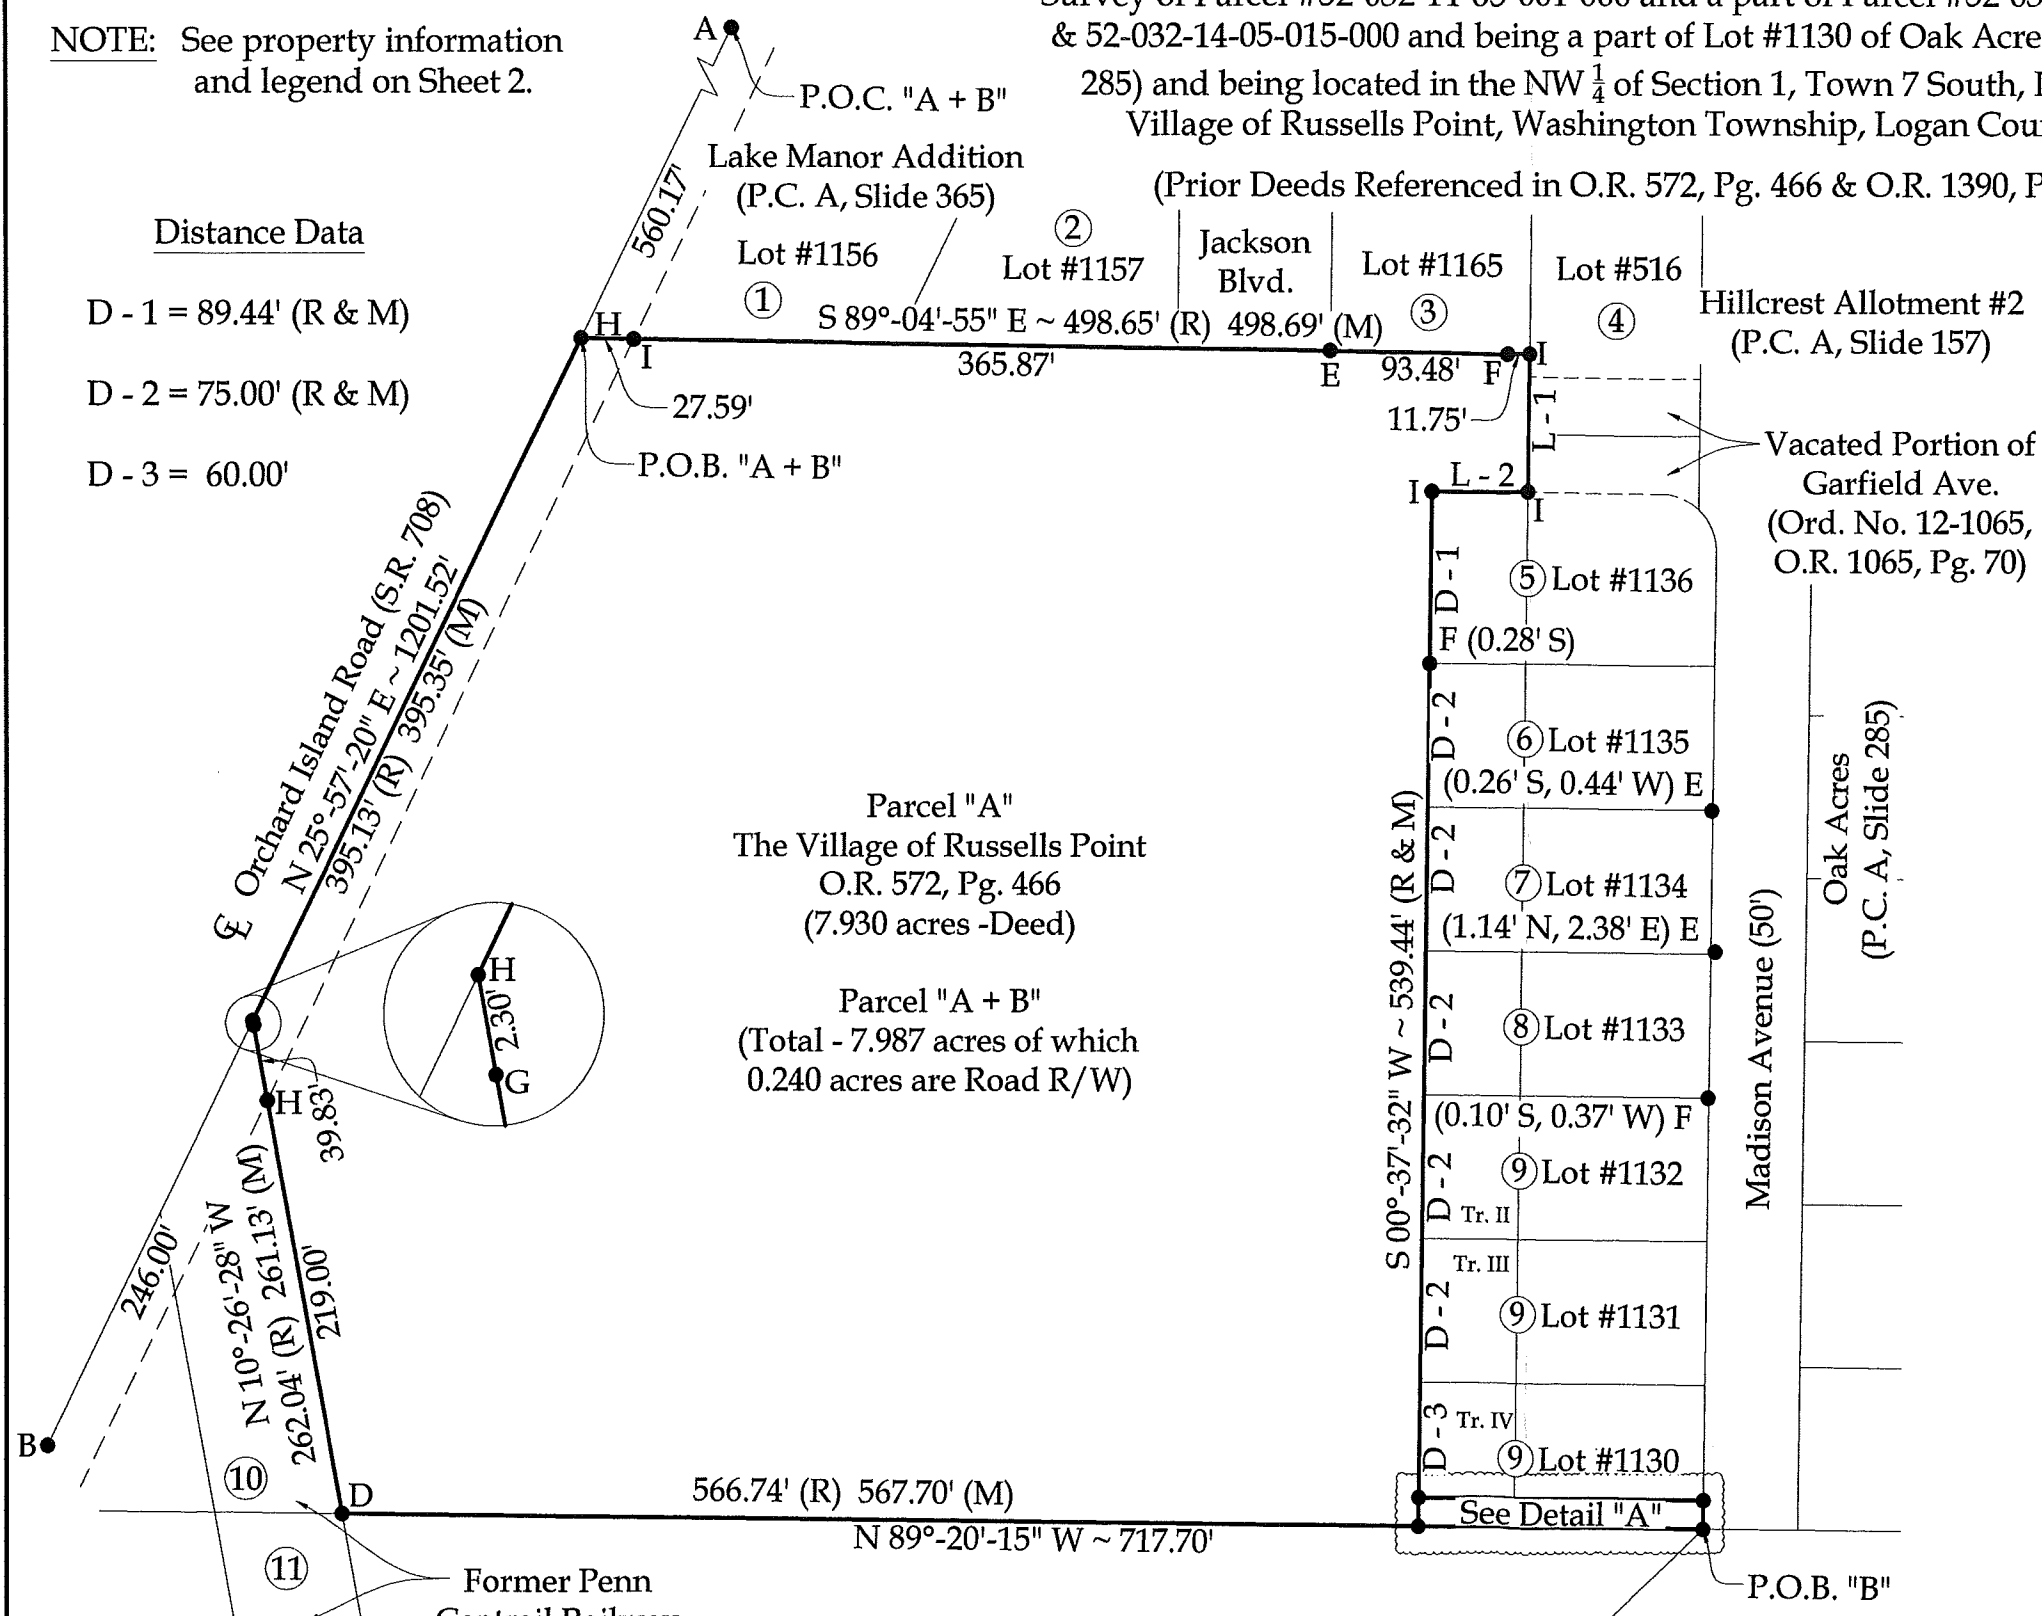 NOTE: See property information
and legend on Sheet 2.
& 52-032-14-05-015-000 and being a part of Lot #1130 of Oak Acre
285) and being located in the NW 1/4 of Section 1, Town 7 South,
Village of Russells Point, Washington Township, Logan Cou
(Prior Deeds Referenced in O.R. 572, Pg. 466 & O.R. 1390, P
A
P.O.C. "A + B"
560.17'
Lake Manor Addition
(P.C. A, Slide 365)
Distance Data
D - 1 = 89.44' (R & M)
D - 2 = 75.00' (R & M)
D - 3 = 60.00'
Lot #1156
1
2
Lot #1157
Jackson
Blvd.
Lot #1165
3
Lot #516
4
Hillcrest Allotment #2
(P.C. A, Slide 157)
S 89°-04'-55" E ~ 498.65' (R) 498.69' (M)
H
I
365.87'
E
93.48'
F
I
27.59'
11.75'
P.O.B. "A + B"
L - 1
L - 2
I
I
Vacated Portion of
Garfield Ave.
(Ord. No. 12-1065,
O.R. 1065, Pg. 70)
℄ Orchard Island Road (S.R. 708)
N 25°-57'-20" E ~ 1201.52'
395.13' (R) 395.35' (M)
D - 1
5 Lot #1136
F (0.28' S)
D - 2
6 Lot #1135
(0.26' S, 0.44' W) E
D - 2
7 Lot #1134
(1.14' N, 2.38' E) E
D - 2
8 Lot #1133
(0.10' S, 0.37' W) F
D - 2
9 Lot #1132
Tr. II
Tr. III
D - 2
9 Lot #1131
D - 3
Tr. IV
9 Lot #1130
S 00°-37'-32" W ~ 539.44' (R & M)
Madison Avenue (50')
Oak Acres
(P.C. A, Slide 285)
Parcel "A"
The Village of Russells Point
O.R. 572, Pg. 466
(7.930 acres -Deed)
Parcel "A + B"
(Total - 7.987 acres of which
0.240 acres are Road R/W)
H
2.30'
G
H
39.83'
N 10°-26'-28" W
262.04' (R) 261.13' (M)
219.00'
246.00'
B
10
D
566.74' (R) 567.70' (M)
N 89°-20'-15" W ~ 717.70'
See Detail "A"
P.O.B. "B"
11
Former Penn